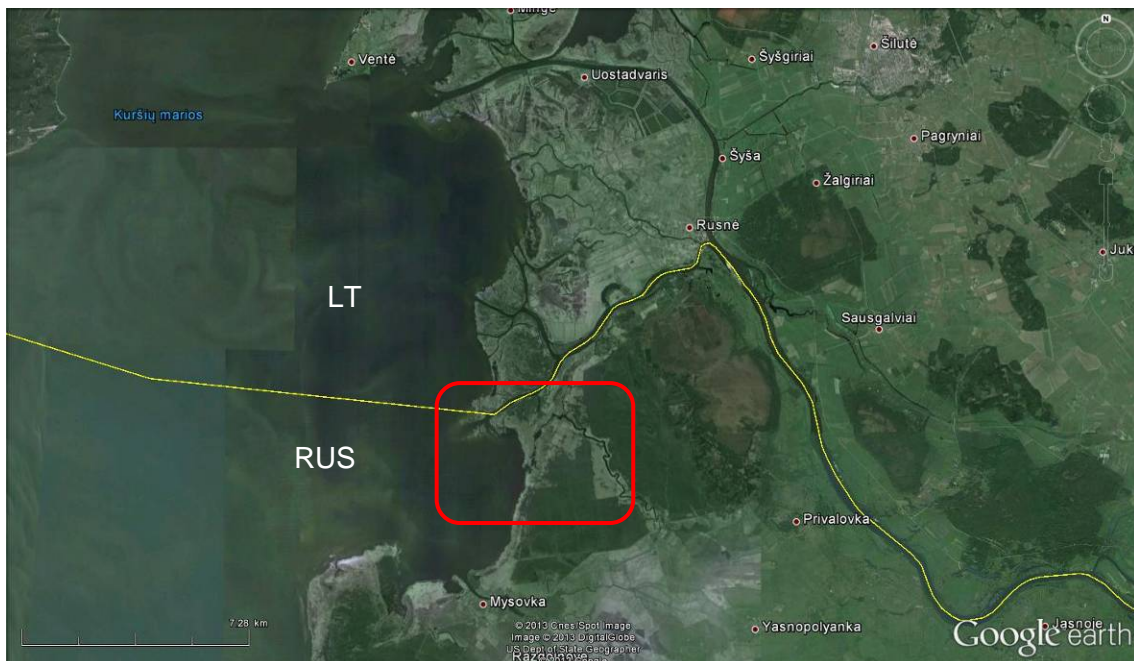 Minge
N
Šilutė
Ventė
Šyšgiriai
Uostadvaris
Kuršių marios
Pagryniai
Šyša
Žalgiriai
Rusnė
Juk
LT
Sausgalviai
RUS
Privalovka
Mysovka
7.28 km
© 2013 Cnes/Spot Image
Image © 2013 DigitalGlobe
US Dept of State Geographer
Yasnopolyanka
Jasnoje
Google earth